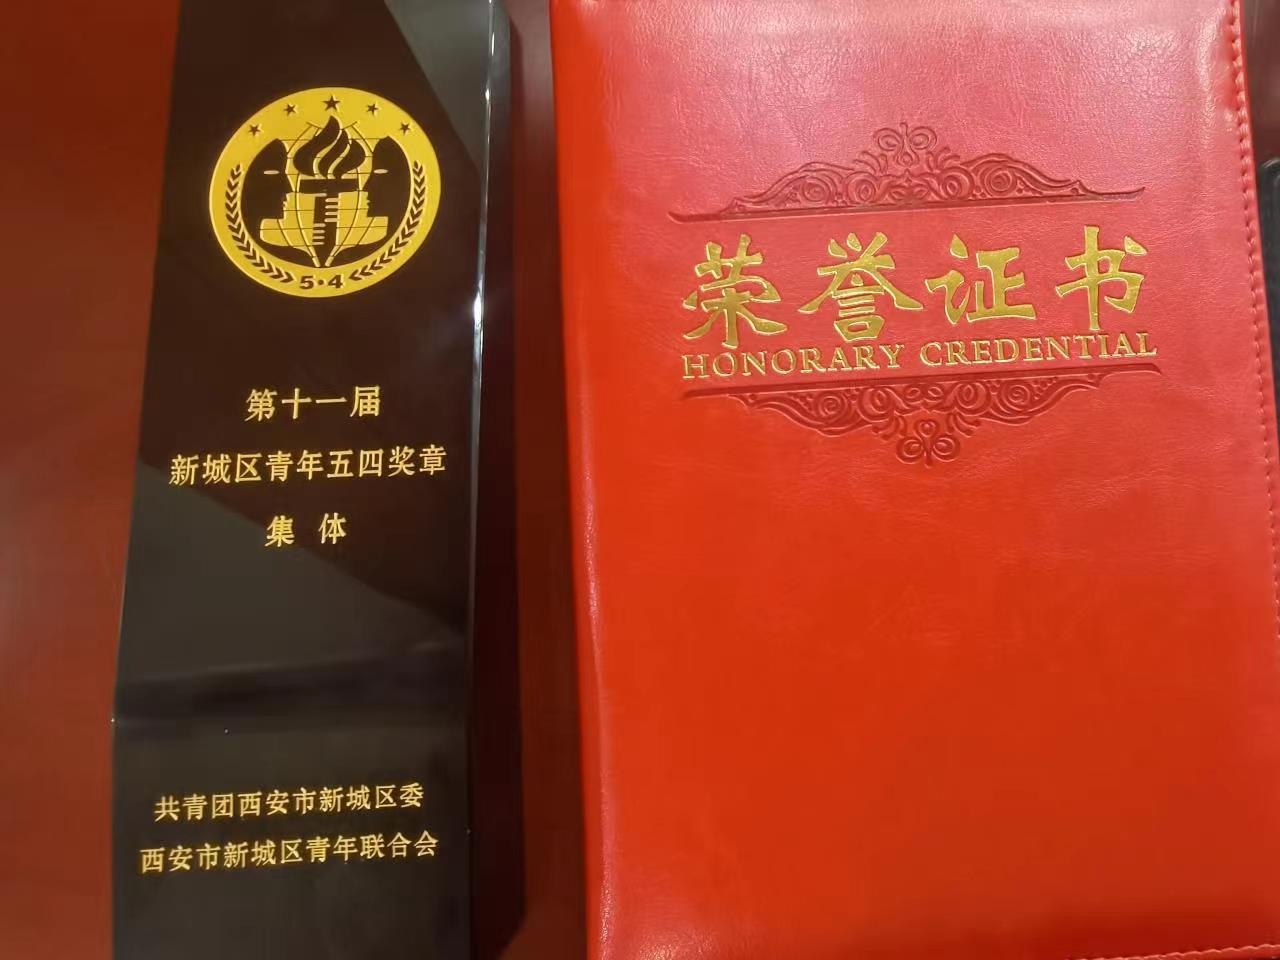 5·4
第十一届
新城区青年五四奖章
集 体
共青团西安市新城区委
西安市新城区青年联合会
荣誉证书
HONORARY CREDENTIAL